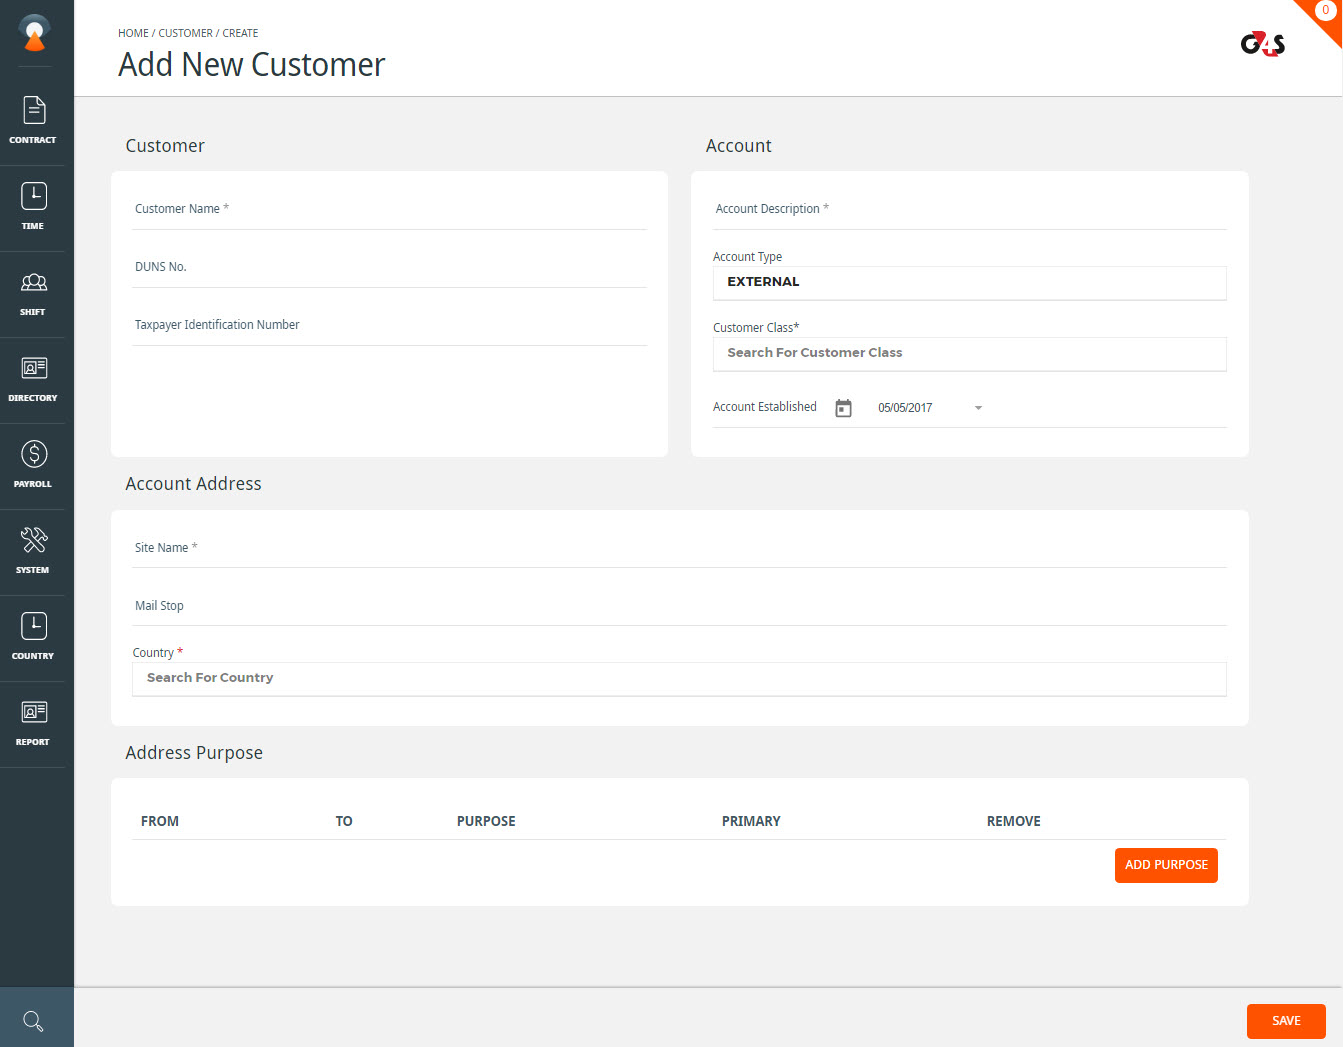 HOME / CUSTOMER / CREATE
Add New Customer
G4S
0
CONTRACT
TIME
SHIFT
DIRECTORY
PAYROLL
SYSTEM
COUNTRY
REPORT
Customer
Customer Name *
DUNS No.
Taxpayer Identification Number
Account
Account Description *
Account Type
EXTERNAL
Customer Class*
Search For Customer Class
Account Established 05/05/2017
Account Address
Site Name *
Mail Stop
Country *
Search For Country
Address Purpose
FROM TO PURPOSE PRIMARY REMOVE
ADD PURPOSE
SAVE